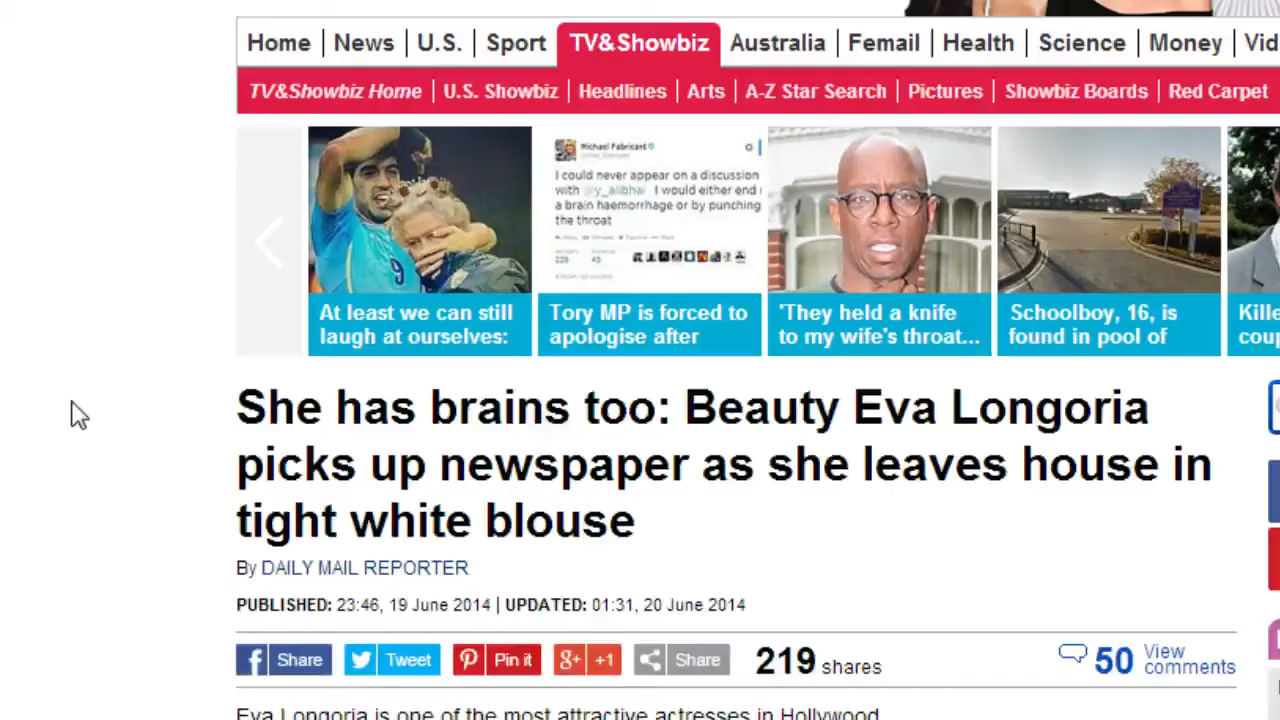 Home News U.S. Sport TV&Showbiz Australia Femail Health Science Money Vid
TV&Showbiz Home U.S. Showbiz Headlines Arts A-Z Star Search Pictures Showbiz Boards Red Carpet
Michael Fabricant
I could never appear on a discussion
with @y_alibhai I would either end
a brain haemorrhage or by punching
the throat
9
At least we can still
laugh at ourselves:
Tory MP is forced to
apologise after
'They held a knife
to my wife's throat...
Schoolboy, 16, is
found in pool of
Kille
coup
She has brains too: Beauty Eva Longoria
picks up newspaper as she leaves house in
tight white blouse
By DAILY MAIL REPORTER
PUBLISHED: 23:46, 19 June 2014 | UPDATED: 01:31, 20 June 2014
Share Tweet Pin it +1 Share 219 shares 50 View comments
Eva Longoria is one of the most attractive actresses in Hollywood